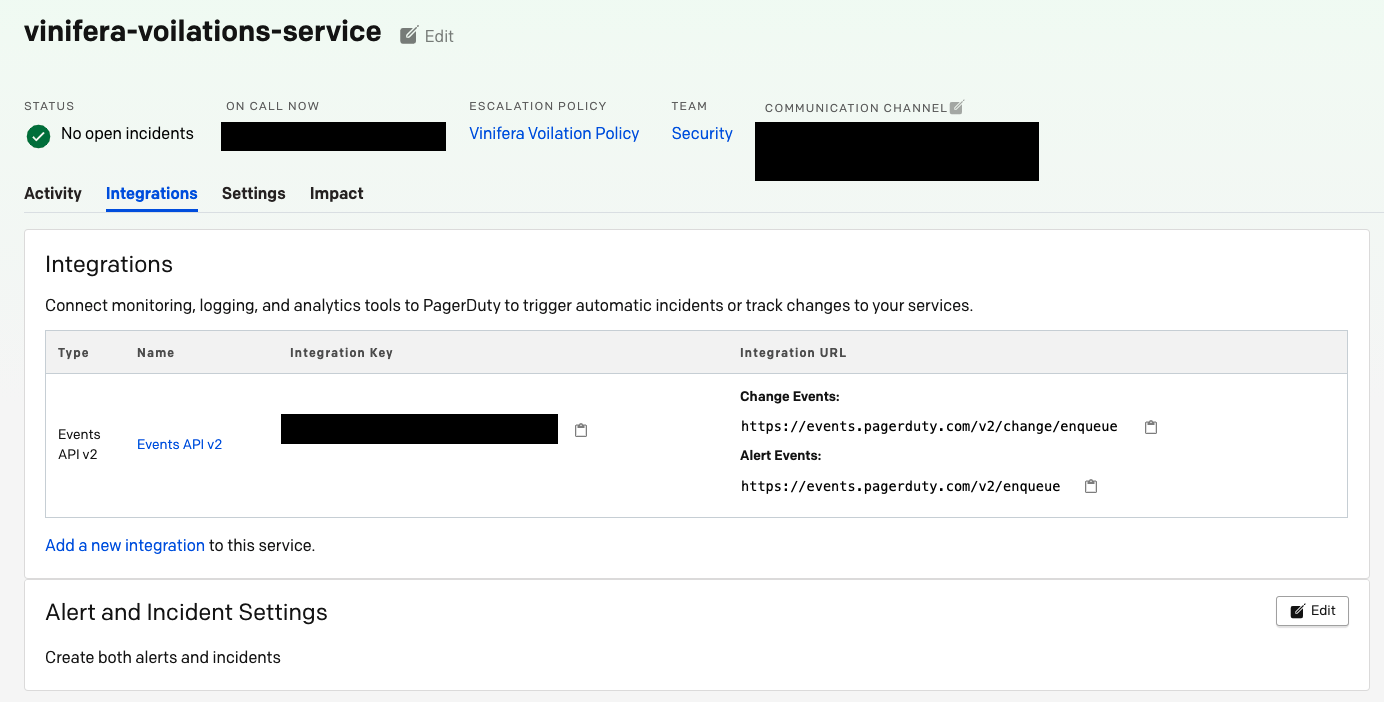 vinifera-voilations-service Edit
STATUS ON CALL NOW ESCALATION POLICY TEAM COMMUNICATION CHANNEL
No open incidents Vinifera Voilation Policy Security
Activity Integrations Settings Impact
Integrations
Connect monitoring, logging, and analytics tools to PagerDuty to trigger automatic incidents or track changes to your services.
Type Name Integration Key Integration URL
Change Events:
https://events.pagerduty.com/v2/change/enqueue
Events
API v2
Events API v2
Alert Events:
https://events.pagerduty.com/v2/enqueue
Add a new integration to this service.
Alert and Incident Settings Edit
Create both alerts and incidents